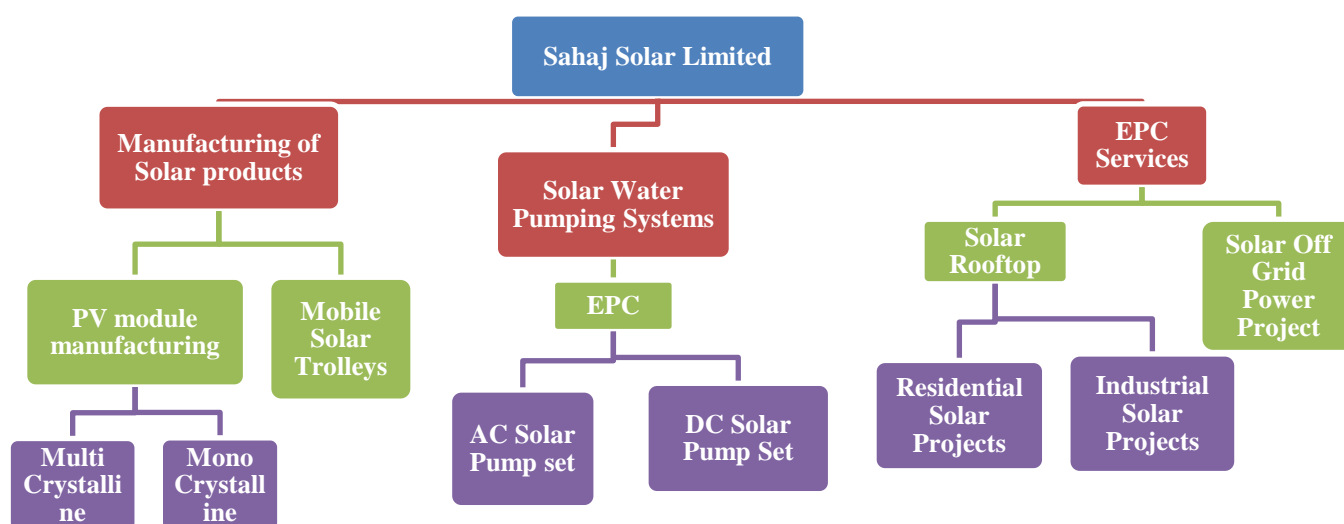 Sahaj Solar Limited
Manufacturing of
Solar products
Solar Water
Pumping Systems
EPC
Services
PV module
manufacturing
Mobile
Solar
Trolleys
EPC
Solar
Rooftop
Solar Off
Grid
Power
Project
Multi
Crystalli
ne
Mono
Crystall
ine
AC Solar
Pump set
DC Solar
Pump Set
Residential
Solar
Projects
Industrial
Solar
Projects